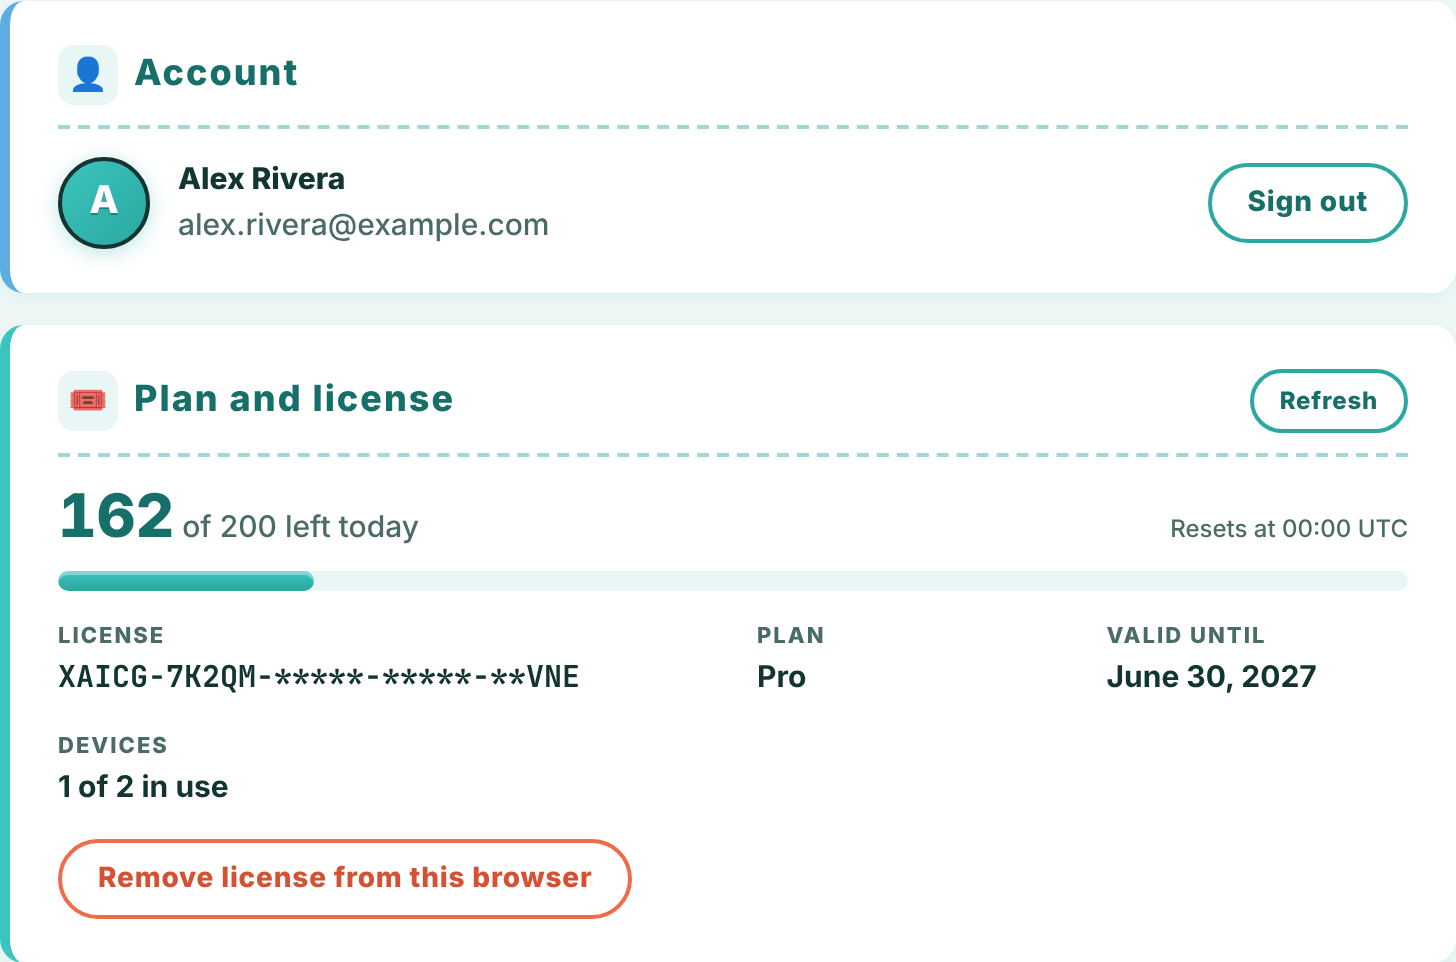 Account
A
Alex Rivera
alex.rivera@example.com
Sign out
Plan and license
Refresh
162 of 200 left today
Resets at 00:00 UTC
LICENSE
XAICG-7K2QM-*****-*****-**VNE
PLAN
Pro
VALID UNTIL
June 30, 2027
DEVICES
1 of 2 in use
Remove license from this browser